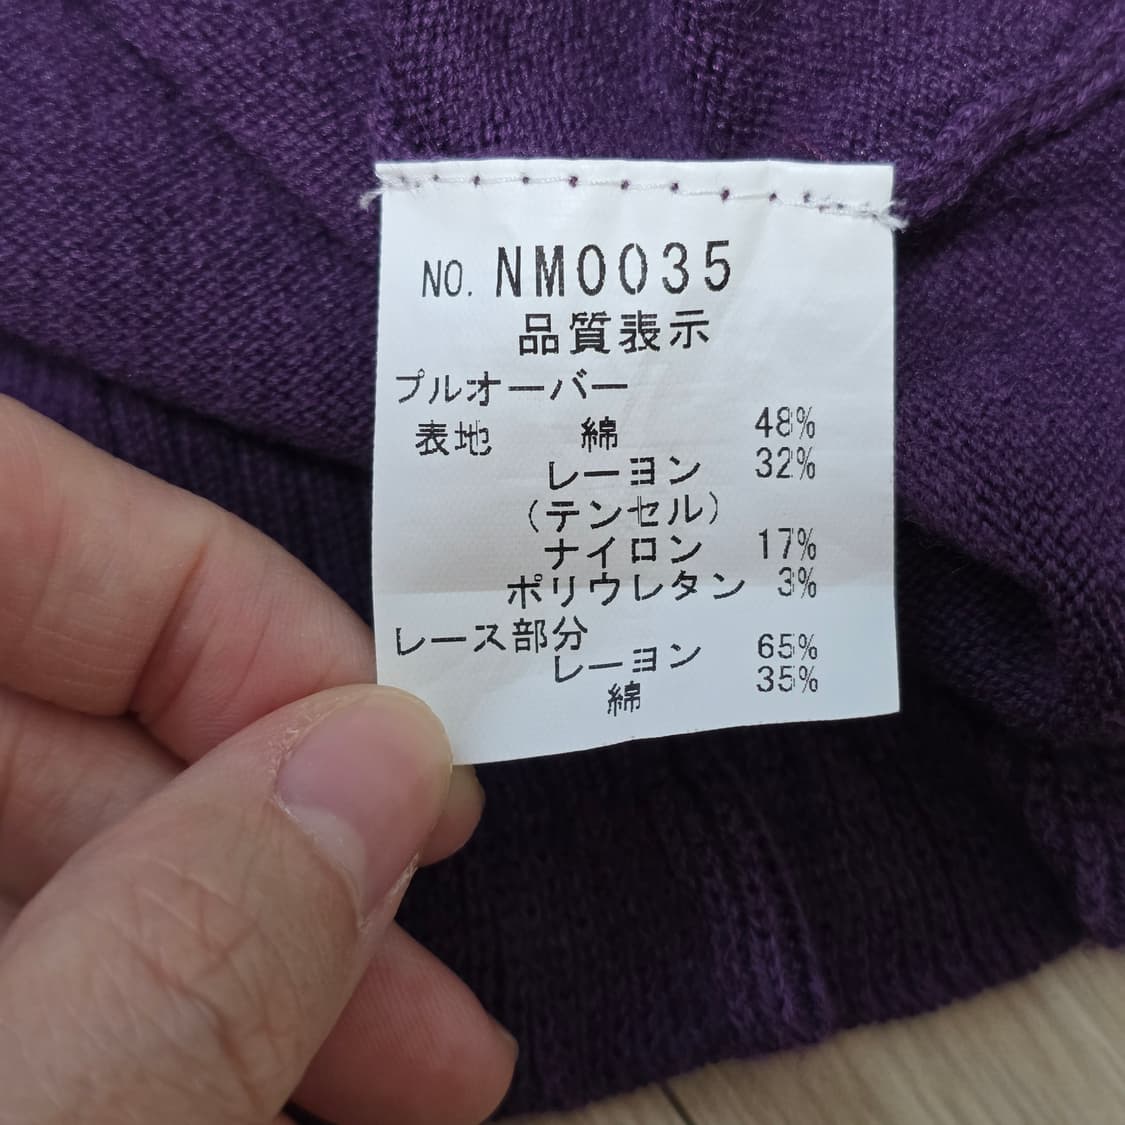 NO. NM0035
品質表示
プルオーバー
表地 綿 48%
レーヨン 32%
(テンセル)
ナイロン 17%
ポリウレタン 3%
レース部分
レーヨン 65%
綿 35%